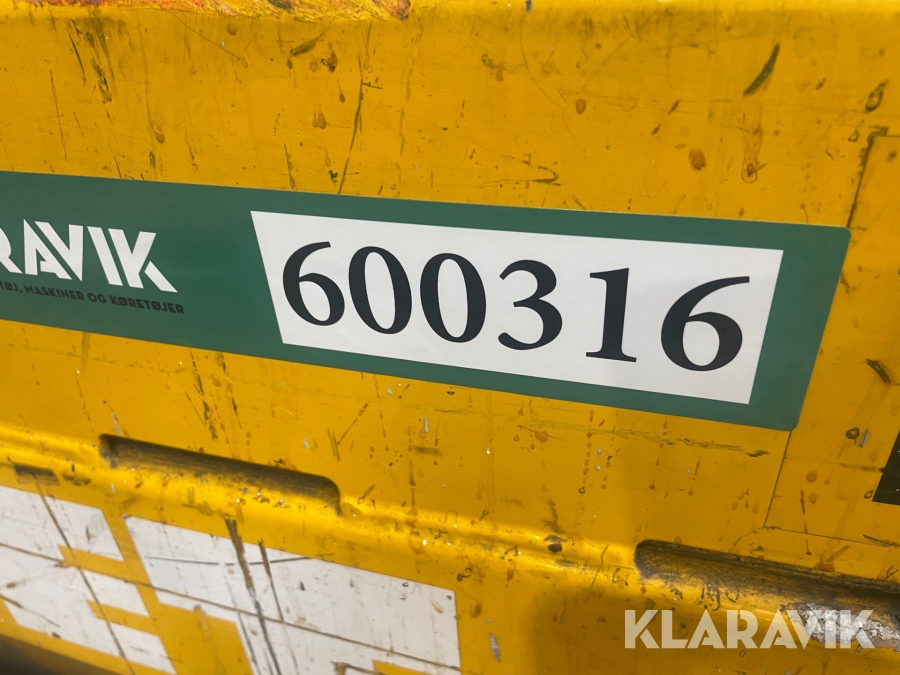 RAVIK
TØJ, MASKINER OG KØRETØJER
600316
KLARAVIK